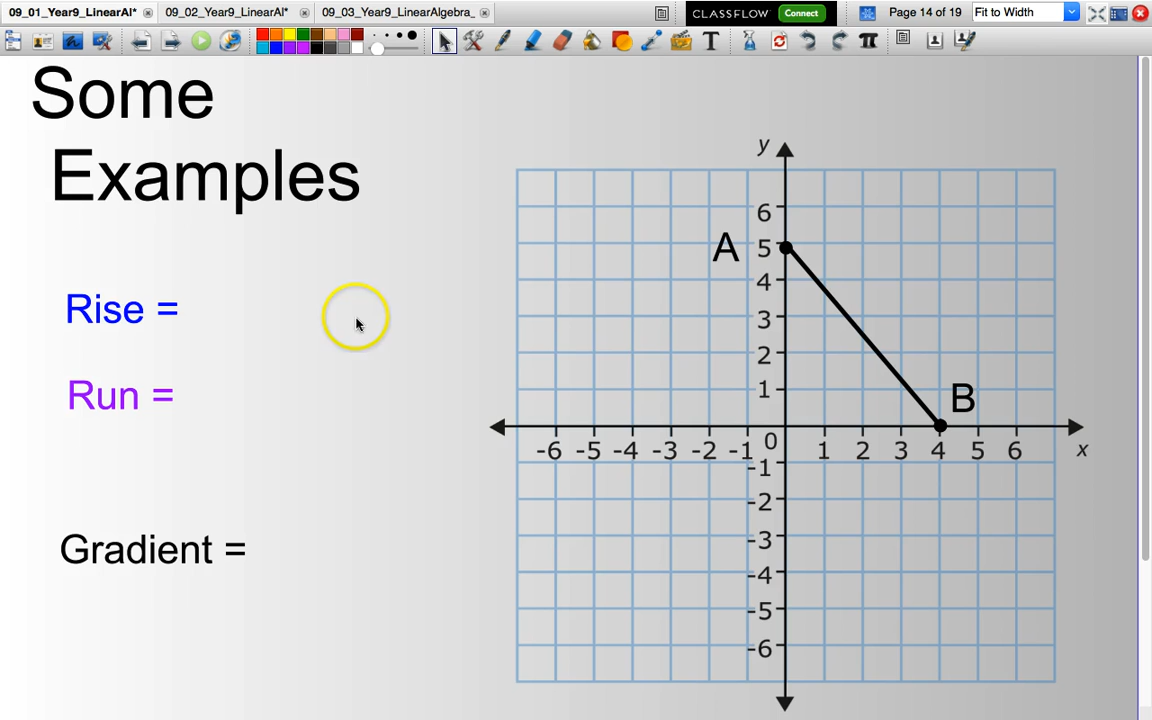 09_01_Year9_LinearAl*
09_02_Year9_LinearAl*
09_03_Year9_LinearAlgebra_
CLASSFLOW Connect
Page 14 of 19
Fit to Width
Some
Examples
Rise =
Run =
Gradient =
y
6
A
5
4
3
2
1
B
-6 -5 -4 -3 -2 -1 0 1 2 3 4 5 6 x
-1
-2
-3
-4
-5
-6